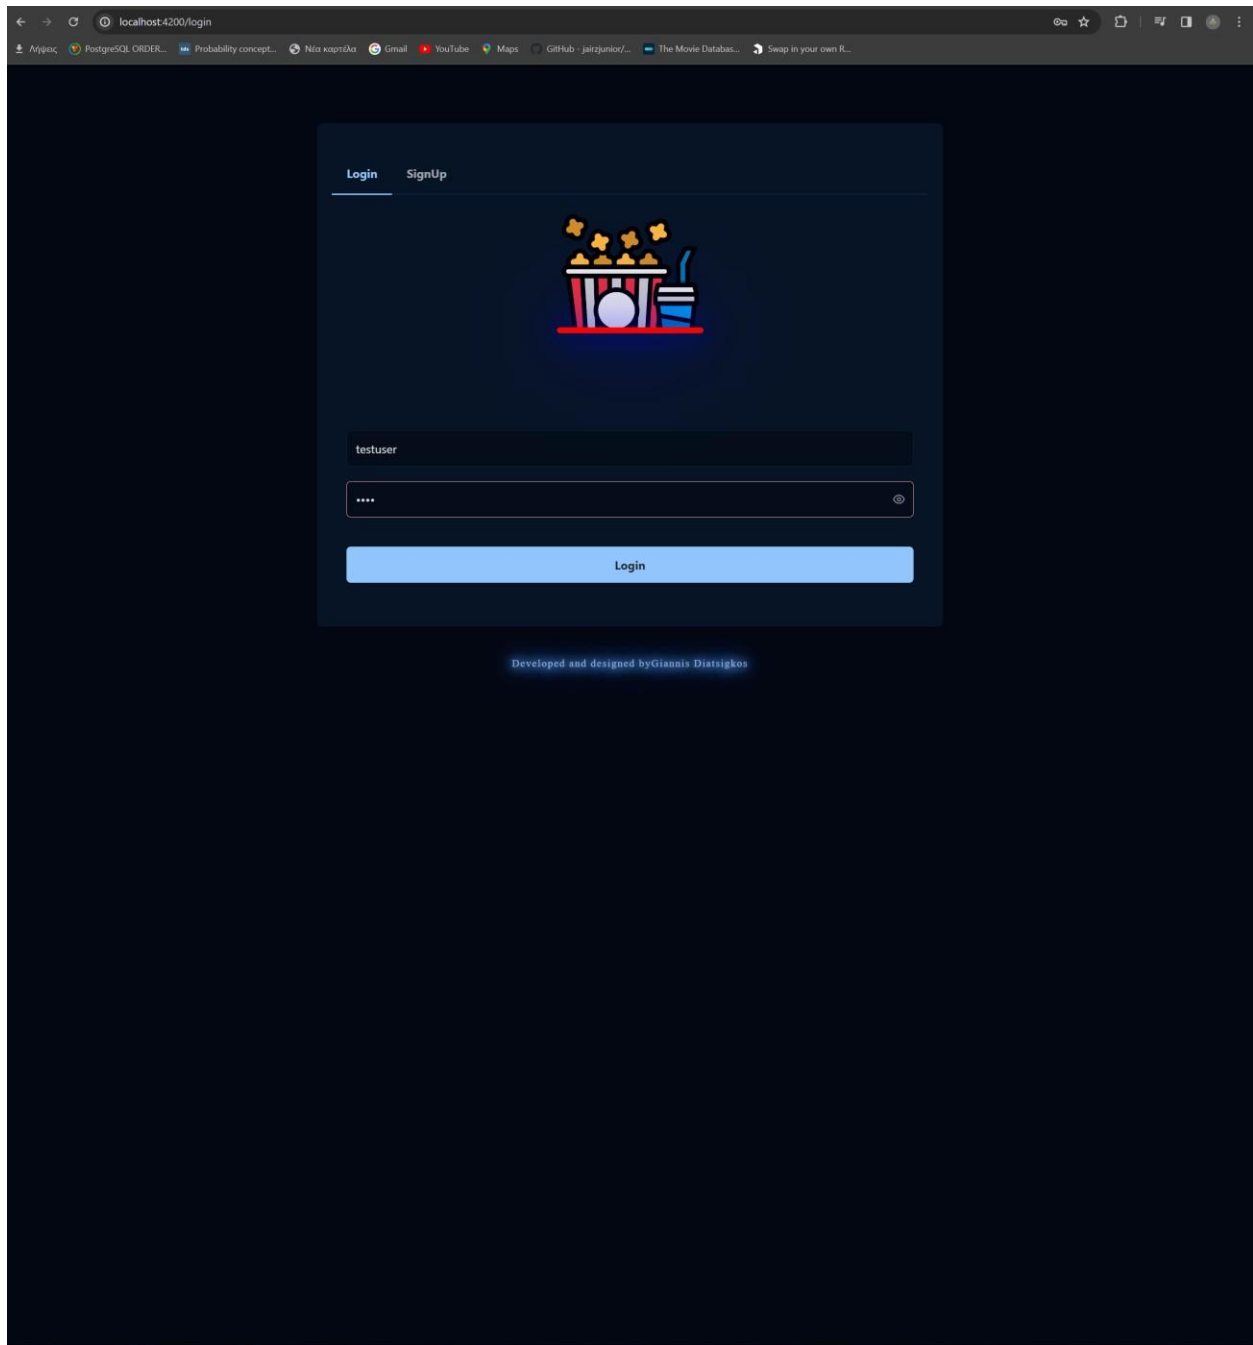 localhost:4200/login
Λήψεις PostgreSQL ORDER... Probability concept... Νέα καρτέλα Gmail YouTube Maps GitHub - jairzjunior/... The Movie Databas... Swap in your own R...
Login SignUp
testuser
••••
Login
Developed and designed byGiannis Diatsigkos